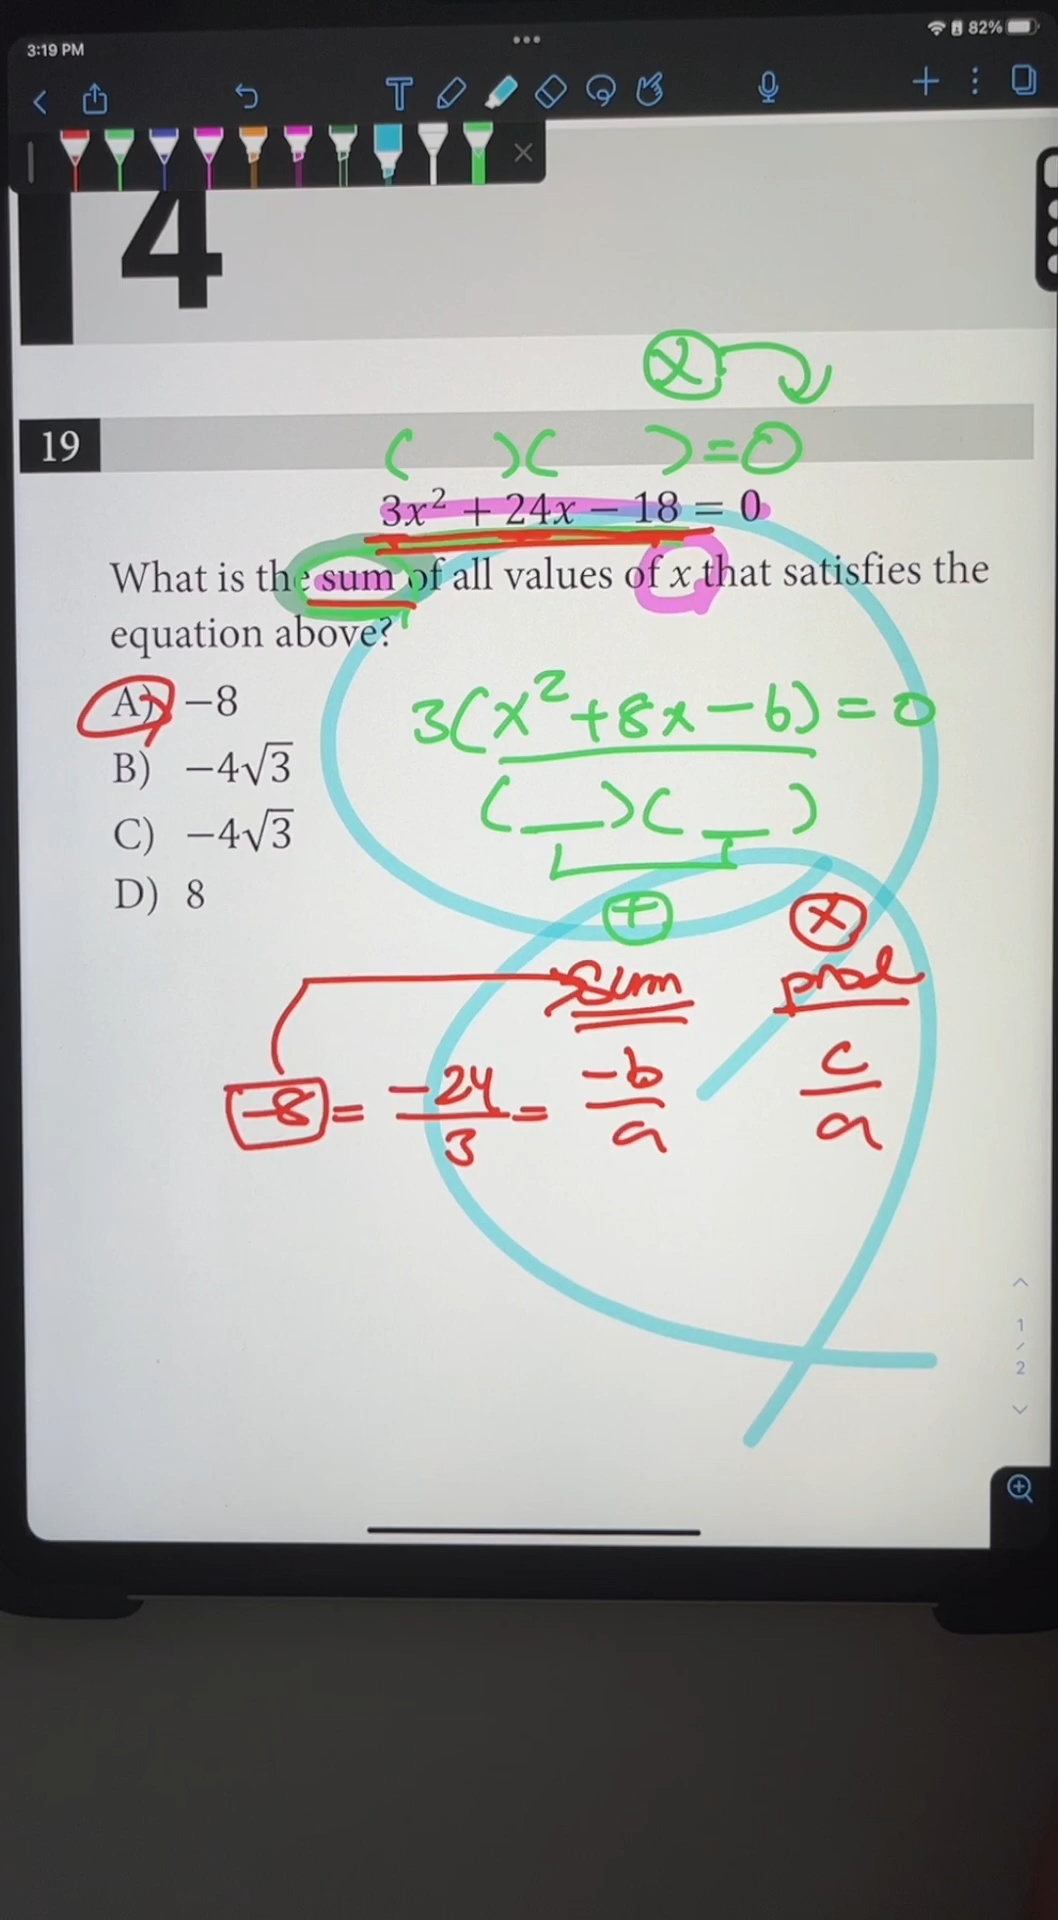 3:19 PM
82%
4
x
19
( )( ) = 0
3x² + 24x − 18 = 0
What is the sum of all values of x that satisfies the
equation above?
3(x²+8x−6) = 0
A) −8
B) −4√3
(__)(__)
C) −4√3
D) 8
+ x
sum prod
-8 = -24/3 = -b/a c/a
1
/
2